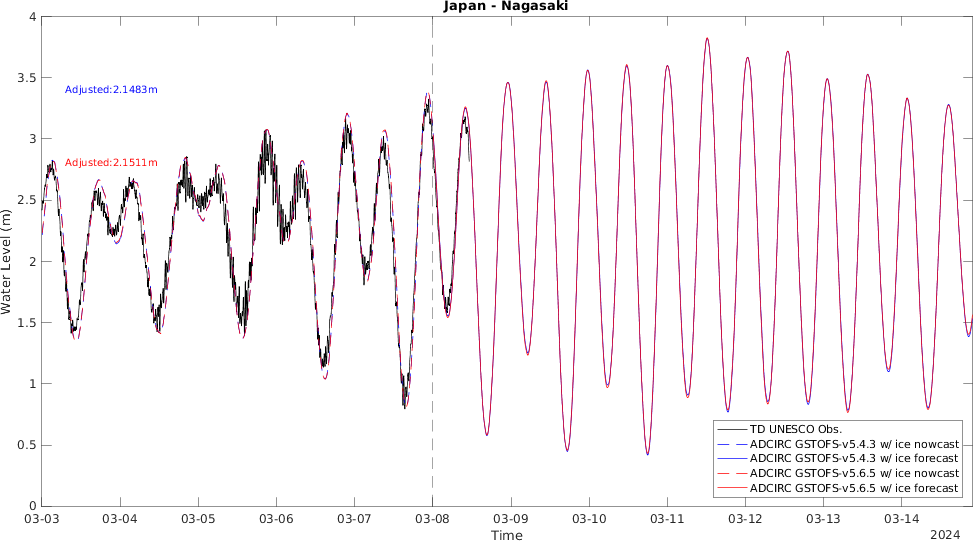 Japan - Nagasaki
4
3.5
3
2.5
2
1.5
1
0.5
0
Water Level (m)
Adjusted:2.1483m
Adjusted:2.1511m
TD UNESCO Obs.
ADCIRC GSTOFS-v5.4.3 w/ ice nowcast
ADCIRC GSTOFS-v5.4.3 w/ ice forecast
ADCIRC GSTOFS-v5.6.5 w/ ice nowcast
ADCIRC GSTOFS-v5.6.5 w/ ice forecast
03-03 03-04 03-05 03-06 03-07 03-08 03-09 03-10 03-11 03-12 03-13 03-14
Time
2024